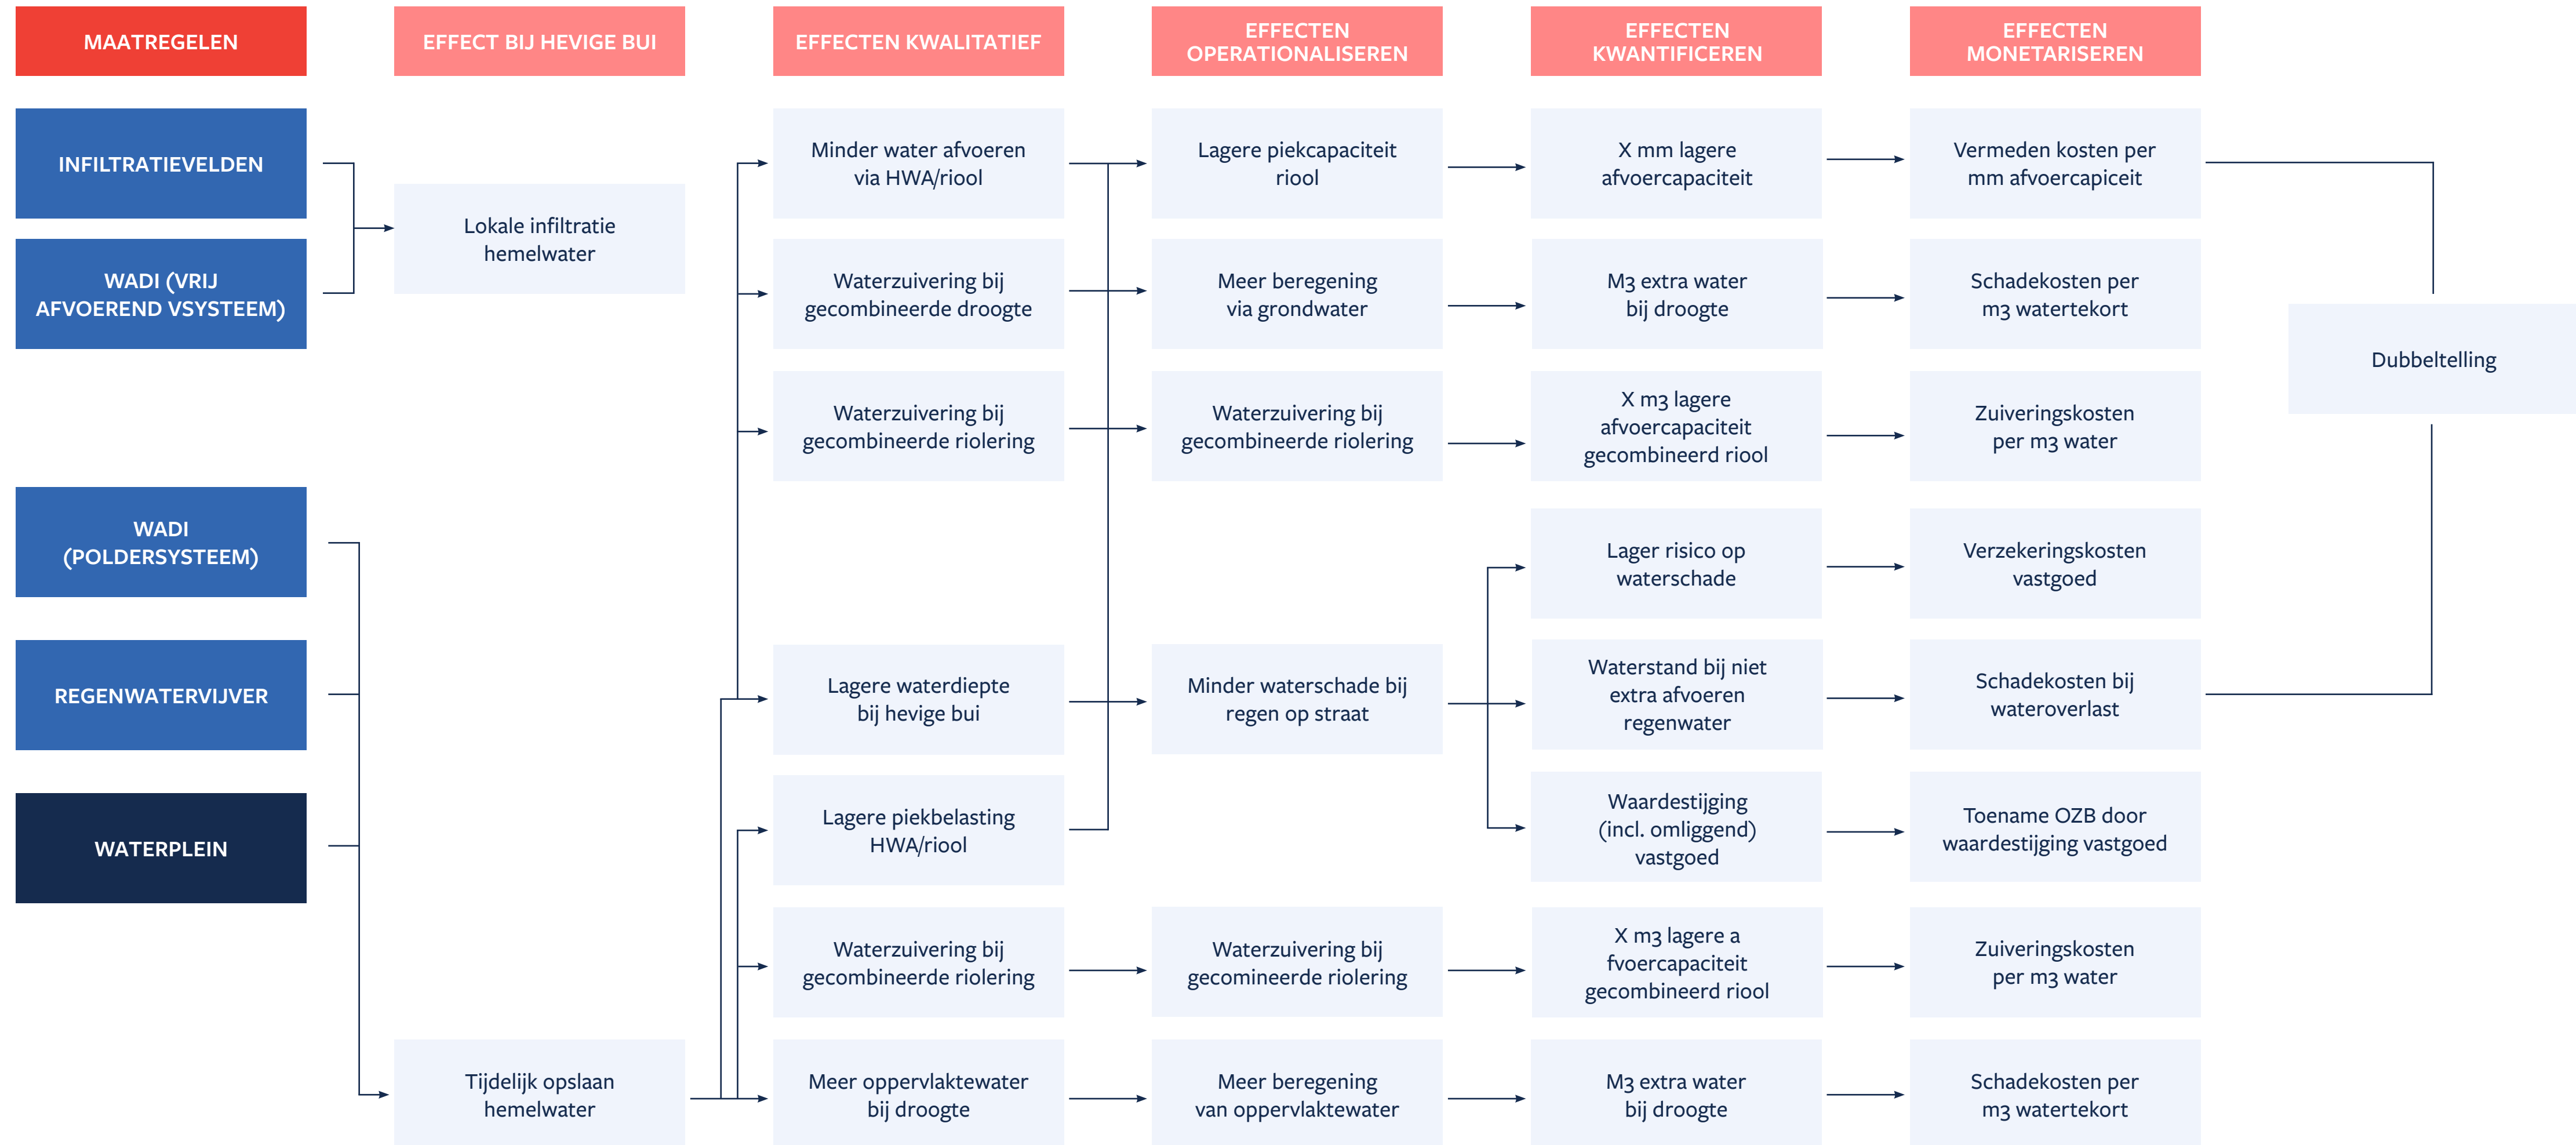 MAATREGELEN
EFFECT BIJ HEVIGE BUI
EFFECTEN KWALITATIEF
EFFECTEN
OPERATIONALISEREN
EFFECTEN
KWANTIFICEREN
EFFECTEN
MONETARISEREN
INFILTRATIEVELDEN
WADI (VRIJ
AFVOEREND VSYSTEEM)
WADI
(POLDERSYSTEEM)
REGENWATERVIJVER
WATERPLEIN
Lokale infiltratie
hemelwater
Tijdelijk opslaan
hemelwater
Minder water afvoeren
via HWA/riool
Waterzuivering bij
gecombineerde droogte
Waterzuivering bij
gecombineerde riolering
Lagere waterdiepte
bij hevige bui
Lagere piekbelasting
HWA/riool
Waterzuivering bij
gecombineerde riolering
Meer oppervlaktewater
bij droogte
Lagere piekcapaciteit
riool
Meer beregening
via grondwater
Waterzuivering bij
gecombineerde riolering
Minder waterschade bij
regen op straat
Waterzuivering bij
gecomineerde riolering
Meer beregening
van oppervlaktewater
X mm lagere
afvoercapaciteit
M3 extra water
bij droogte
X m3 lagere
afvoercapaciteit
gecombineerd riool
Lager risico op
waterschade
Waterstand bij niet
extra afvoeren
regenwater
Waardestijging
(incl. omliggend)
vastgoed
X m3 lagere a
fvoercapaciteit
gecombineerd riool
M3 extra water
bij droogte
Vermeden kosten per
mm afvoercapiceit
Schadekosten per
m3 watertekort
Zuiveringskosten
per m3 water
Verzekeringskosten
vastgoed
Schadekosten bij
wateroverlast
Toename OZB door
waardestijging vastgoed
Zuiveringskosten
per m3 water
Schadekosten per
m3 watertekort
Dubbeltelling